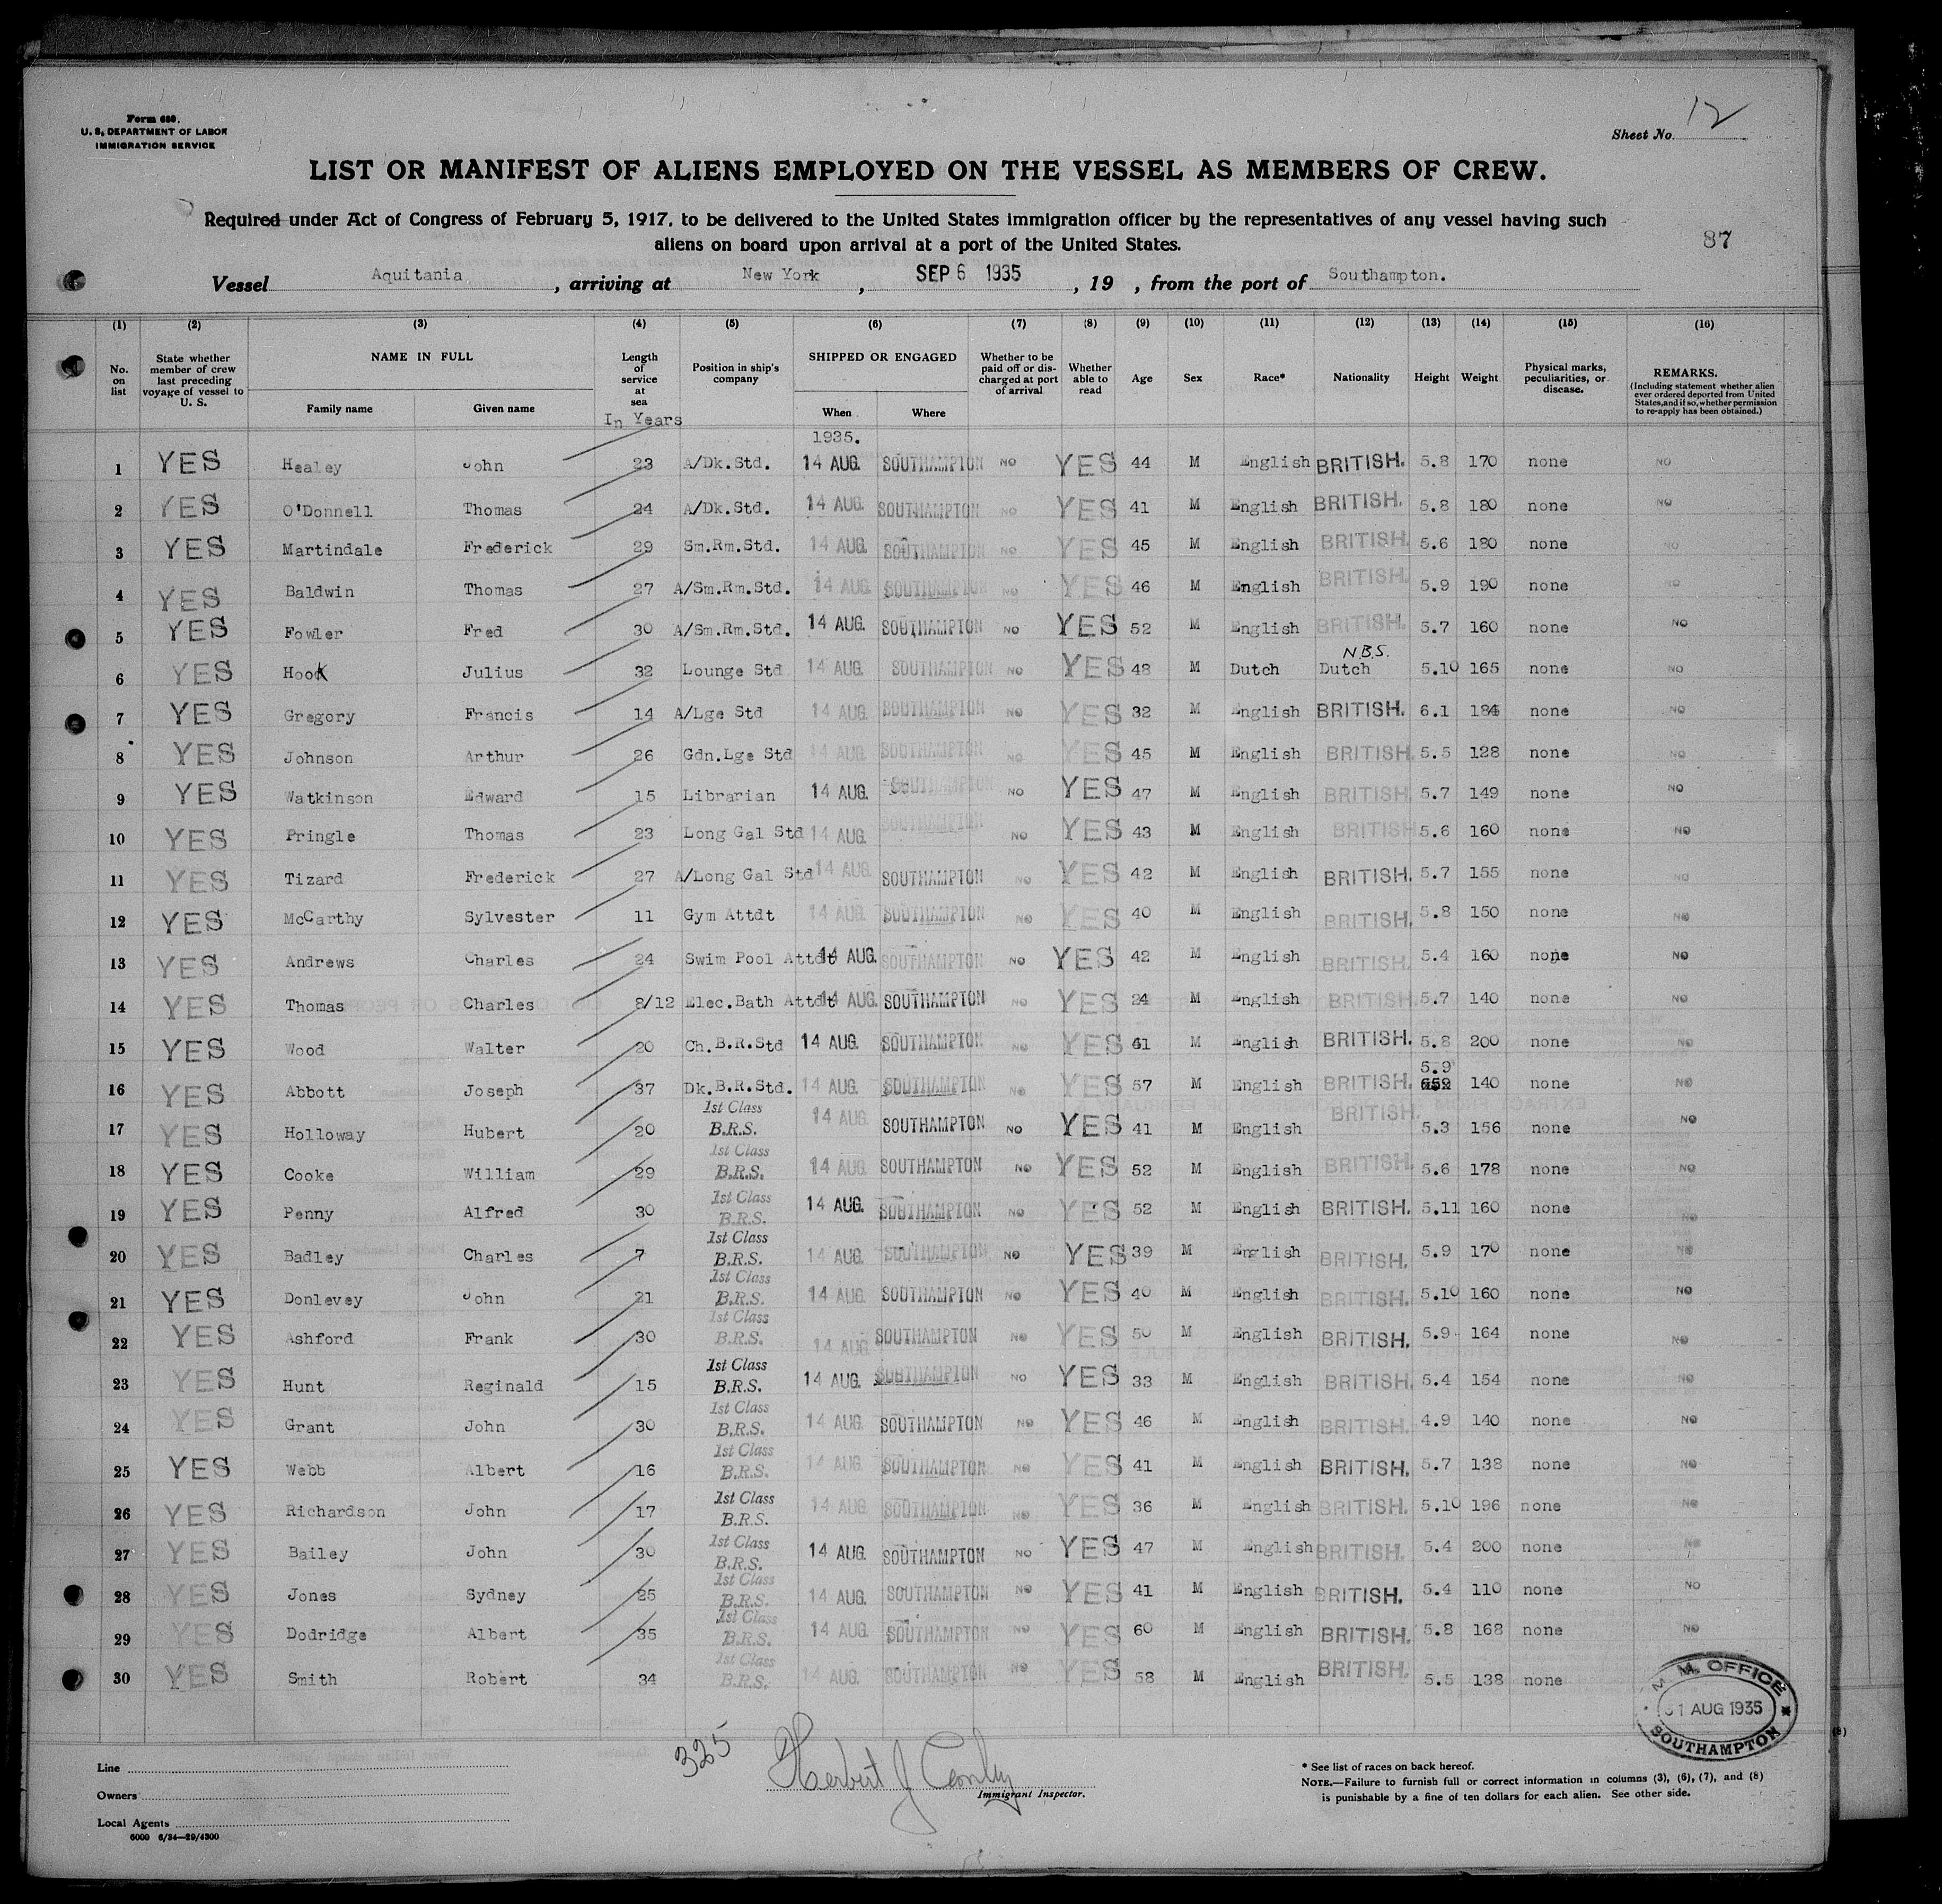 Form 680.
U. S. DEPARTMENT OF LABOR
IMMIGRATION SERVICE
Sheet No. 12
LIST OR MANIFEST OF ALIENS EMPLOYED ON THE VESSEL AS MEMBERS OF CREW.
Required under Act of Congress of February 5, 1917, to be delivered to the United States immigration officer by the representatives of any vessel having such
aliens on board upon arrival at a port of the United States.
87
Vessel Aquitania, arriving at New York, SEP 6 1935, 19 , from the port of Southampton.
(1) (2) (3) (4) (5) (6) (7) (8) (9) (10) (11) (12) (13) (14) (15) (16)
No. on list State whether member of crew last preceding voyage of vessel to U. S. NAME IN FULL Family name Given name Length of service at sea In Years Position in ship's company SHIPPED OR ENGAGED When Where Whether to be paid off or discharged at port of arrival Whether able to read Age Sex Race* Nationality Height Weight Physical marks, peculiarities, or disease. REMARKS. (Including statement whether alien ever ordered deported from United States, and if so, whether permission to re-apply has been obtained.)
1935.
1 YES Healey John 23 A/Dk.Std. 14 AUG. SOUTHAMPTON NO YES 44 M English BRITISH. 5.8 170 none NO
2 YES O'Donnell Thomas 24 A/Dk.Std. 14 AUG. SOUTHAMPTON NO YES 41 M English BRITISH. 5.8 180 none NO
3 YES Martindale Frederick 29 Sm.Rm.Std. 14 AUG. SOUTHAMPTON NO YES 45 M English BRITISH. 5.6 180 none NO
4 YES Baldwin Thomas 27 A/Sm.Rm.Std. 14 AUG. SOUTHAMPTON NO YES 46 M English BRITISH. 5.9 190 none NO
5 YES Fowler Fred 30 A/Sm.Rm.Std. 14 AUG. SOUTHAMPTON NO YES 52 M English BRITISH. 5.7 160 none NO
N.B.S.
6 YES Hook Julius 32 Lounge Std 14 AUG. SOUTHAMPTON NO YES 48 M Dutch Dutch 5.10 165 none NO
7 YES Gregory Francis 14 A/Lge Std 14 AUG. SOUTHAMPTON NO YES 32 M English BRITISH. 6.1 184 none NO
8 YES Johnson Arthur 26 Gdn.Lge Std 14 AUG. SOUTHAMPTON NO YES 45 M English BRITISH. 5.5 128 none NO
9 YES Watkinson Edward 15 Librarian 14 AUG. SOUTHAMPTON NO YES 47 M English BRITISH 5.7 149 none NO
10 YES Pringle Thomas 23 Long Gal Std 14 AUG. SOUTHAMPTON NO YES 43 M English BRITISH 5.6 160 none NO
11 YES Tizard Frederick 27 A/Long Gal Std 14 AUG. SOUTHAMPTON NO YES 42 M English BRITISH. 5.7 155 none NO
12 YES McCarthy Sylvester 11 Gym Attdt 14 AUG. SOUTHAMPTON NO YES 40 M English BRITISH. 5.8 150 none NO
13 YES Andrews Charles 24 Swim Pool Attdt 14 AUG. SOUTHAMPTON NO YES 42 M English BRITISH. 5.4 160 none NO
14 YES Thomas Charles 8/12 Elec.Bath Attdt 14 AUG. SOUTHAMPTON NO YES 24 M English BRITISH. 5.7 140 none NO
15 YES Wood Walter 20 Ch.B.R.Std 14 AUG. SOUTHAMPTON NO YES 41 M English BRITISH. 5.8 200 none NO
16 YES Abbott Joseph 37 Dk.B.R.Std. 14 AUG. SOUTHAMPTON NO YES 57 M English BRITISH. 5.9 140 none NO
17 YES Holloway Hubert 20 1st Class B.R.S. 14 AUG. SOUTHAMPTON NO YES 41 M English BRITISH. 5.3 156 none NO
18 YES Cooke William 29 1st Class B.R.S. 14 AUG. SOUTHAMPTON NO YES 52 M English BRITISH. 5.6 178 none NO
19 YES Penny Alfred 30 1st Class B.R.S. 14 AUG. SOUTHAMPTON NO YES 52 M English BRITISH. 5.11 160 none NO
20 YES Badley Charles 7 1st Class B.R.S. 14 AUG. SOUTHAMPTON NO YES 39 M English BRITISH. 5.9 170 none NO
21 YES Donlevey John 21 1st Class B.R.S. 14 AUG. SOUTHAMPTON NO YES 40 M English BRITISH. 5.10 160 none NO
22 YES Ashford Frank 30 1st Class B.R.S. 14 AUG. SOUTHAMPTON NO YES 50 M English BRITISH. 5.9 164 none NO
23 YES Hunt Reginald 15 1st Class B.R.S. 14 AUG. SOUTHAMPTON NO YES 33 M English BRITISH. 5.4 154 none NO
24 YES Grant John 30 1st Class B.R.S. 14 AUG. SOUTHAMPTON NO YES 46 M English BRITISH. 4.9 140 none NO
25 YES Webb Albert 16 1st Class B.R.S. 14 AUG. SOUTHAMPTON NO YES 41 M English BRITISH. 5.7 138 none NO
26 YES Richardson John 17 1st Class B.R.S. 14 AUG. SOUTHAMPTON NO YES 36 M English BRITISH. 5.10 196 none NO
27 YES Bailey John 30 1st Class B.R.S. 14 AUG. SOUTHAMPTON NO YES 47 M English BRITISH. 5.4 200 none NO
28 YES Jones Sydney 25 1st Class B.R.S. 14 AUG. SOUTHAMPTON NO YES 41 M English BRITISH. 5.4 110 none NO
29 YES Dodridge Albert 35 1st Class B.R.S. 14 AUG. SOUTHAMPTON NO YES 60 M English BRITISH. 5.8 168 none NO
30 YES Smith Robert 34 1st Class B.R.S. 14 AUG. SOUTHAMPTON NO YES 58 M English BRITISH. 5.5 138 none
M. M. OFFICE
31 AUG 1935
SOUTHAMPTON
325
Herbert J Conley
Immigrant Inspector.
Line
Owners
Local Agents
6000 6/34—29/4300
* See list of races on back hereof.
NOTE.—Failure to furnish full or correct information in columns (3), (6), (7), and (8)
is punishable by a fine of ten dollars for each alien. See other side.